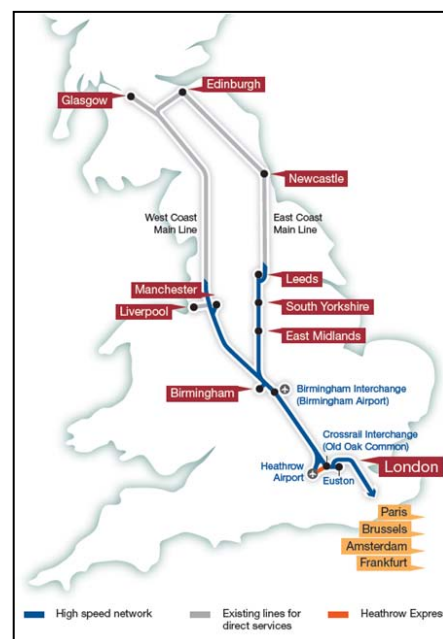 Edinburgh
Glasgow
Newcastle
West Coast
Main Line
East Coast
Main Line
Leeds
Manchester
South Yorkshire
Liverpool
East Midlands
Birmingham
Birmingham Interchange
(Birmingham Airport)
Crossrail Interchange
(Old Oak Common)
London
Heathrow
Airport
Euston
Paris
Brussels
Amsterdam
Frankfurt
High speed network
Existing lines for
direct services
Heathrow Expres